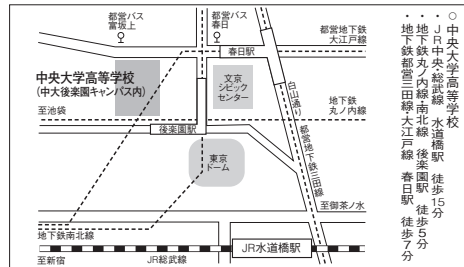 ○中央大学高等学校
・ＪＲ中央・総武線　水道橋駅　徒歩15分
・地下鉄丸ノ内線・南北線　後楽園駅　徒歩5分
・地下鉄都営三田線・大江戸線　春日駅　徒歩7分
都営バス
富坂上
都営バス
春日
都営地下鉄
大江戸線
春日駅
中央大学高等学校
(中大後楽園キャンパス内)
文京
シビック
センター
白山通り
至池袋
地下鉄
丸ノ内線
後楽園駅
都営地下鉄三田線
東京
ドーム
至御茶ノ水
地下鉄南北線
JR水道橋駅
至新宿
JR総武線